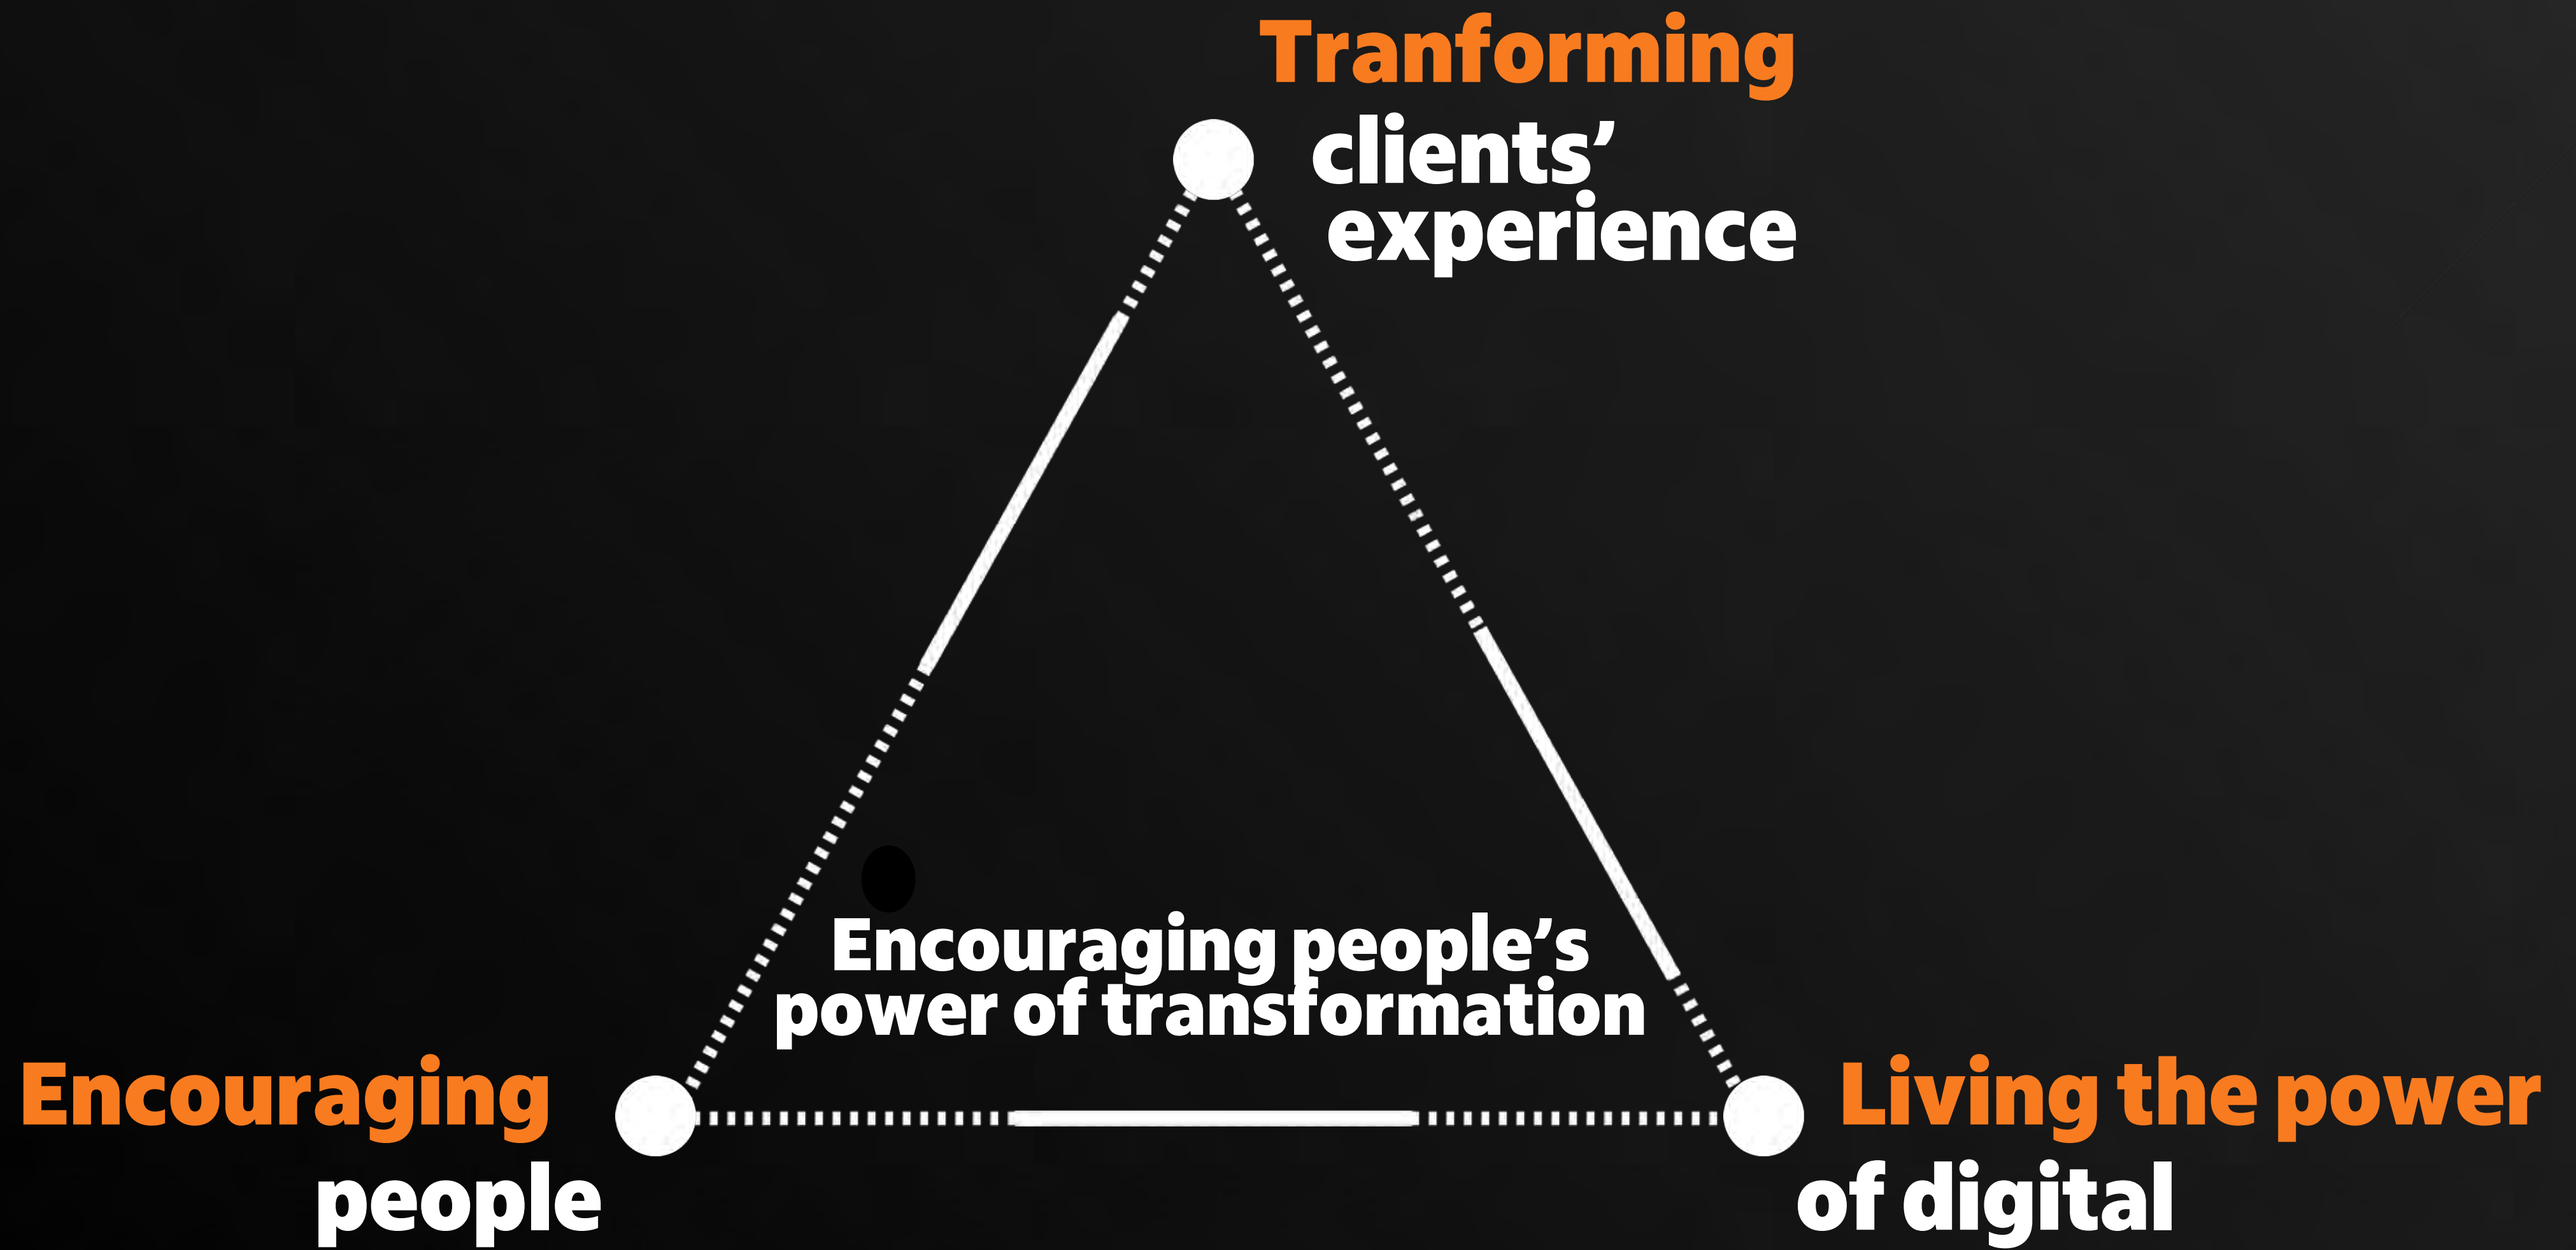 Tranforming
clients’
experience
Encouraging people’s
power of transformation
Encouraging
people
Living the power
of digital